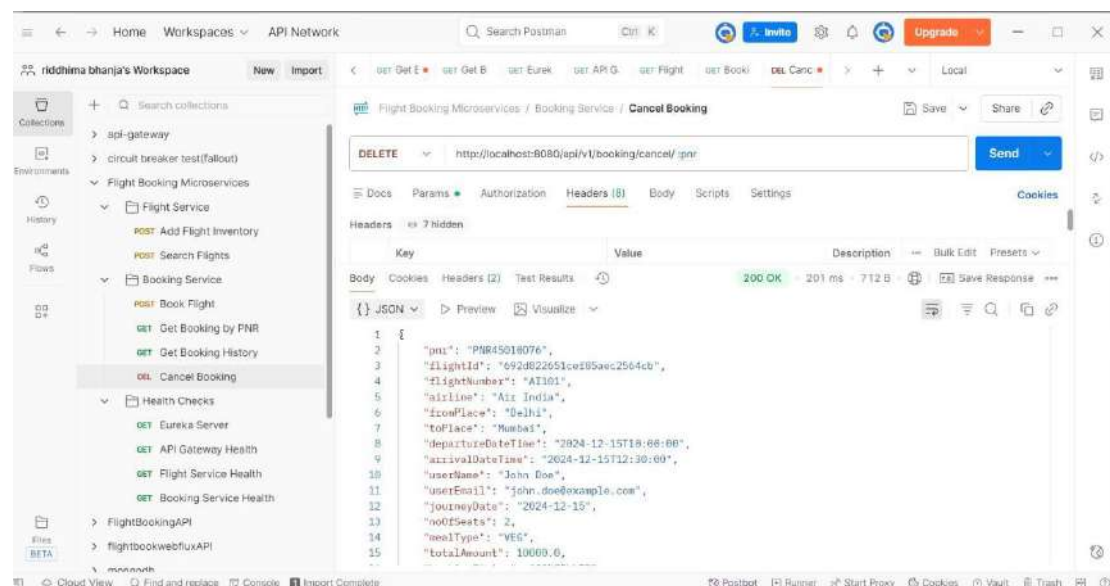 Home Workspaces API Network Search Postman Ctrl K Invite Upgrade
riddhima bhanja's Workspace New Import GET Get E GET Get B GET Eurek GET API G GET Flight GET Booki DEL Canc Local
Collections
Environments
History
Flows
Files
BETA
Search collections
api-gateway
circuit breaker test(fallout)
Flight Booking Microservices
Flight Service
POST Add Flight Inventory
POST Search Flights
Booking Service
POST Book Flight
GET Get Booking by PNR
GET Get Booking History
DEL Cancel Booking
Health Checks
GET Eureka Server
GET API Gateway Health
GET Flight Service Health
GET Booking Service Health
FlightBookingAPI
flightbookwebfluxAPI
mongodb
HTTP Flight Booking Microservices / Booking Service / Cancel Booking Save Share
DELETE http://localhost:8080/api/v1/booking/cancel/ :pnr Send
Docs Params Authorization Headers (8) Body Scripts Settings Cookies
Headers 7 hidden
Key Value Description Bulk Edit Presets
Body Cookies Headers (2) Test Results 200 OK 201 ms 712 B Save Response
{} JSON Preview Visualize
1 {
2 "pnr": "PNR45010076",
3 "flightId": "692d822651cef85aec2564cb",
4 "flightNumber": "AI101",
5 "airline": "Air India",
6 "fromPlace": "Delhi",
7 "toPlace": "Mumbai",
8 "departureDateTime": "2024-12-15T10:00:00",
9 "arrivalDateTime": "2024-12-15T12:30:00",
10 "userName": "John Doe",
11 "userEmail": "john.doe@example.com",
12 "journeyDate": "2024-12-15",
13 "noOfSeats": 2,
14 "mealType": "VEG",
15 "totalAmount": 10000.0,
Cloud View Find and replace Console Import Complete Postbot Runner Start Proxy Cookies Vault Trash